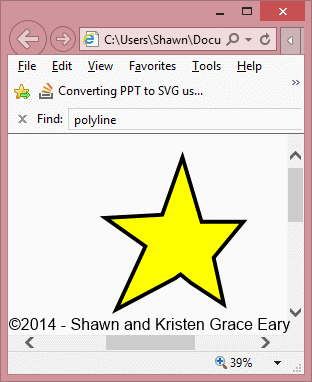 C:\Users\Shawn\Docu
File Edit View Favorites Tools Help
Converting PPT to SVG us... »
× Find: polyline
©2014 - Shawn and Kristen Grace Eary
39%